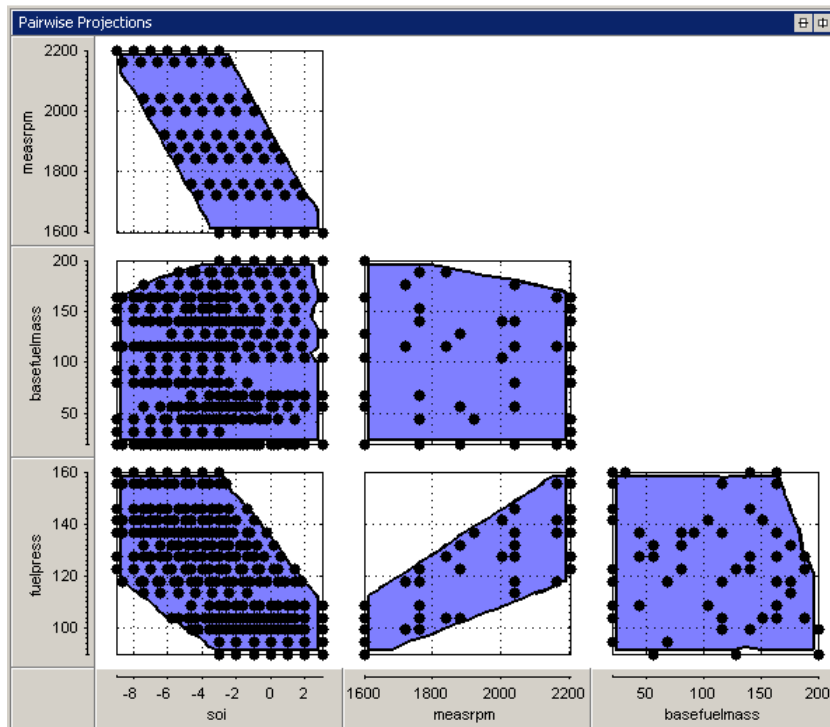 Pairwise Projections
2200
2000
1800
1600
measrpm
200
150
100
50
basefuelmass
160
140
120
100
fuelpress
-8 -6 -4 -2 0 2
1600 1800 2000 2200
50 100 150 200
soi
measrpm
basefuelmass